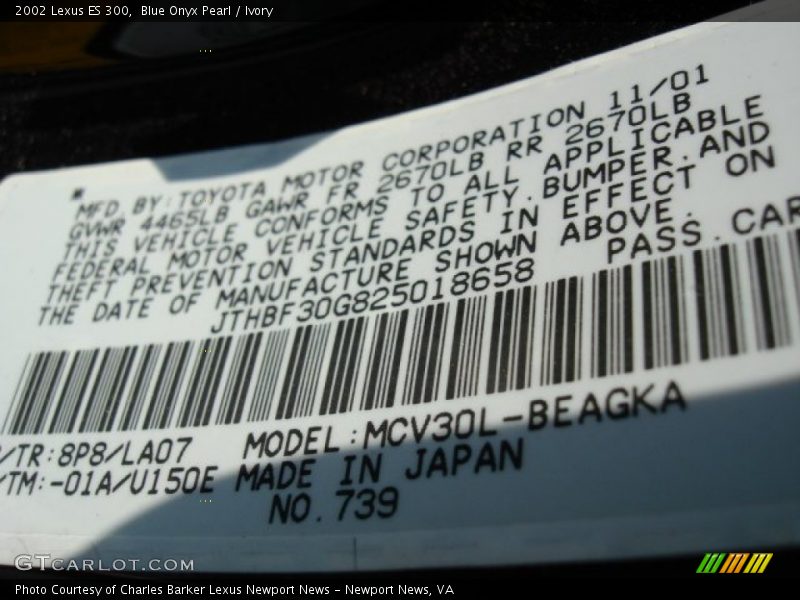 2002 Lexus ES 300, Blue Onyx Pearl / Ivory
MFD. BY: TOYOTA MOTOR CORPORATION 11/01
GVWR 4465LB GAWR FR 2670LB RR 2670LB
THIS VEHICLE CONFORMS TO ALL APPLICABLE
FEDERAL MOTOR VEHICLE SAFETY, BUMPER, AND
THEFT PREVENTION STANDARDS IN EFFECT ON
THE DATE OF MANUFACTURE SHOWN ABOVE.
JTHBF30G825018658 PASS. CAR
/TR: 8P8/LA07 MODEL: MCV30L-BEAGKA
/TM: -01A/U150E MADE IN JAPAN
NO. 739
GTCARLOT.COM
Photo Courtesy of Charles Barker Lexus Newport News - Newport News, VA